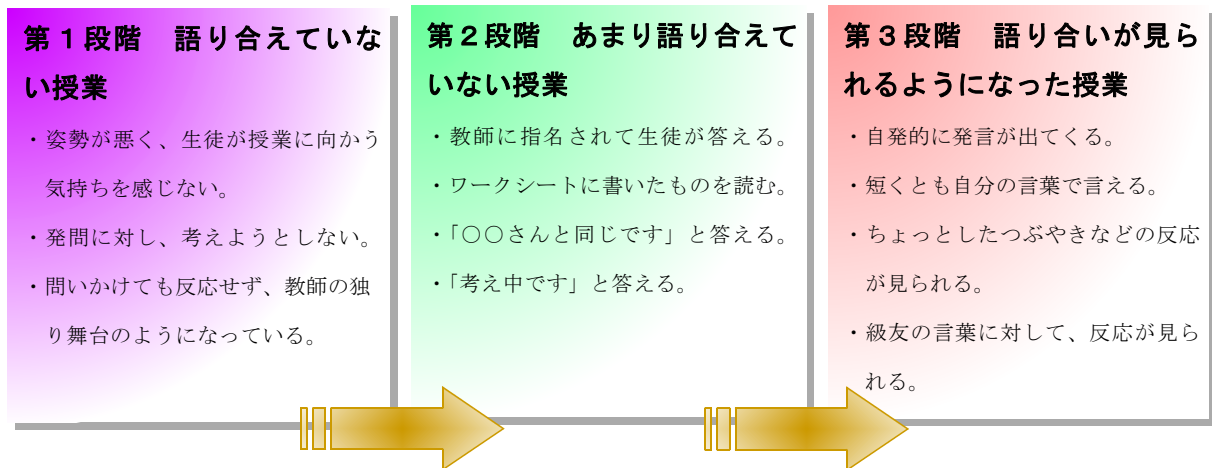 第１段階　語り合えていな
い授業
・姿勢が悪く、生徒が授業に向かう
気持ちを感じない。
・発問に対し、考えようとしない。
・問いかけても反応せず、教師の独
り舞台のようになっている。
第２段階　あまり語り合えて
いない授業
・教師に指名されて生徒が答える。
・ワークシートに書いたものを読む。
・「○○さんと同じです」と答える。
・「考え中です」と答える。
第３段階　語り合いが見ら
れるようになった授業
・自発的に発言が出てくる。
・短くとも自分の言葉で言える。
・ちょっとしたつぶやきなどの反応
が見られる。
・級友の言葉に対して、反応が見ら
れる。